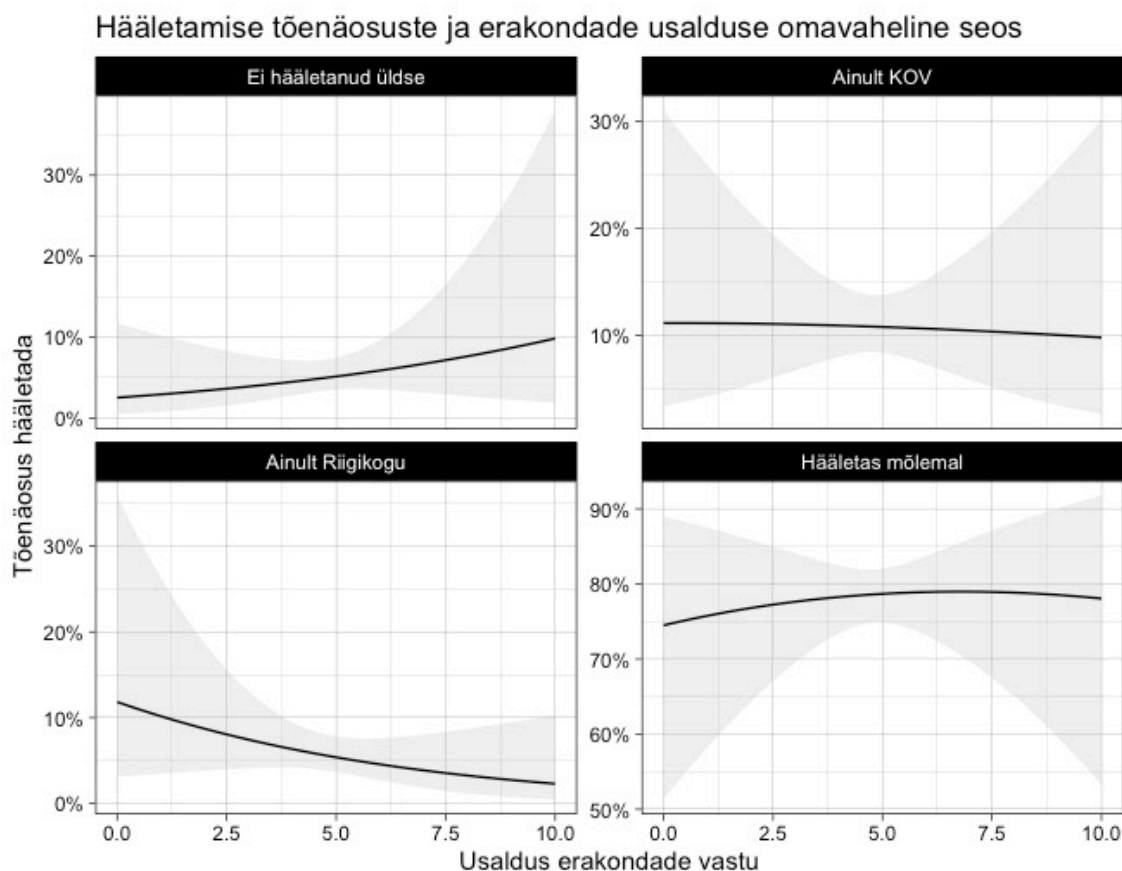 Hääletamise tõenäosuste ja erakondade usalduse omavaheline seos
Ei hääletanud üldse
Ainult KOV
30%
20%
10%
0%
30%
20%
10%
Tõenäosus hääletada
Ainult Riigikogu
Hääletas mõlemal
30%
20%
10%
0%
90%
80%
70%
60%
50%
0.0 2.5 5.0 7.5 10.0
0.0 2.5 5.0 7.5 10.0
Usaldus erakondade vastu